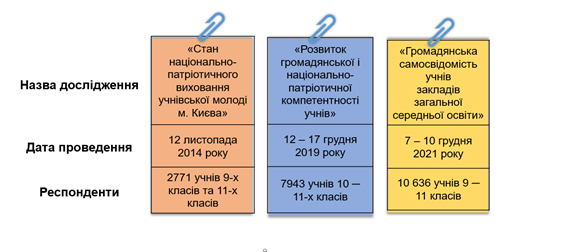 Назва дослідження
«Стан
національно-
патріотичного
виховання
учнівської молоді
м. Києва»
«Розвиток
громадянської і
національно-
патріотичної
компетентності
учнів»
«Громадянська
самосвідомість
учнів
закладів
загальної
середньої освіти»
Дата проведення
12 листопада
2014 року
12 – 17 грудня
2019 року
7 – 10 грудня
2021 року
Респонденти
2771 учнів 9-х
класів та 11-х
класів
7943 учнів 10 —
11-х класів
10 636 учнів 9 —
11 класів